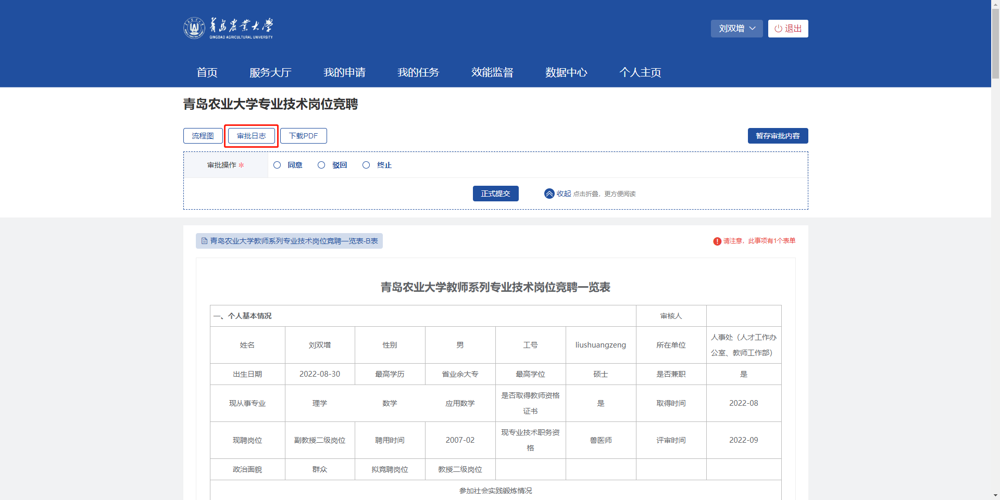 青岛农业大学
QINGDAO AGRICULTURAL UNIVERSITY
刘双增
退出
首页 服务大厅 我的申请 我的任务 效能监督 数据中心 个人主页
青岛农业大学专业技术岗位竞聘
流程图 审批日志 下载PDF 暂存审批内容
审批操作 * 同意 驳回 终止
正式提交 收起 点击折叠，更方便阅读
青岛农业大学教师系列专业技术岗位竞聘一览表-B表 请注意，此事项有1个表单
青岛农业大学教师系列专业技术岗位竞聘一览表
一、个人基本情况 审核人
姓名 刘双增 性别 男 工号 liushuangzeng 所在单位 人事处（人才工作办
公室、教师工作部）
出生日期 2022-08-30 最高学历 省业余大专 最高学位 硕士 是否兼职 是
现从事专业 理学 数学 应用数学 是否取得教师资格
证书 是 取得时间 2022-08
现聘岗位 副教授二级岗位 聘用时间 2007-02 现专业技术职务资
格 兽医师 评审时间 2022-09
政治面貌 群众 拟竞聘岗位 教授二级岗位
参加社会实践锻炼情况